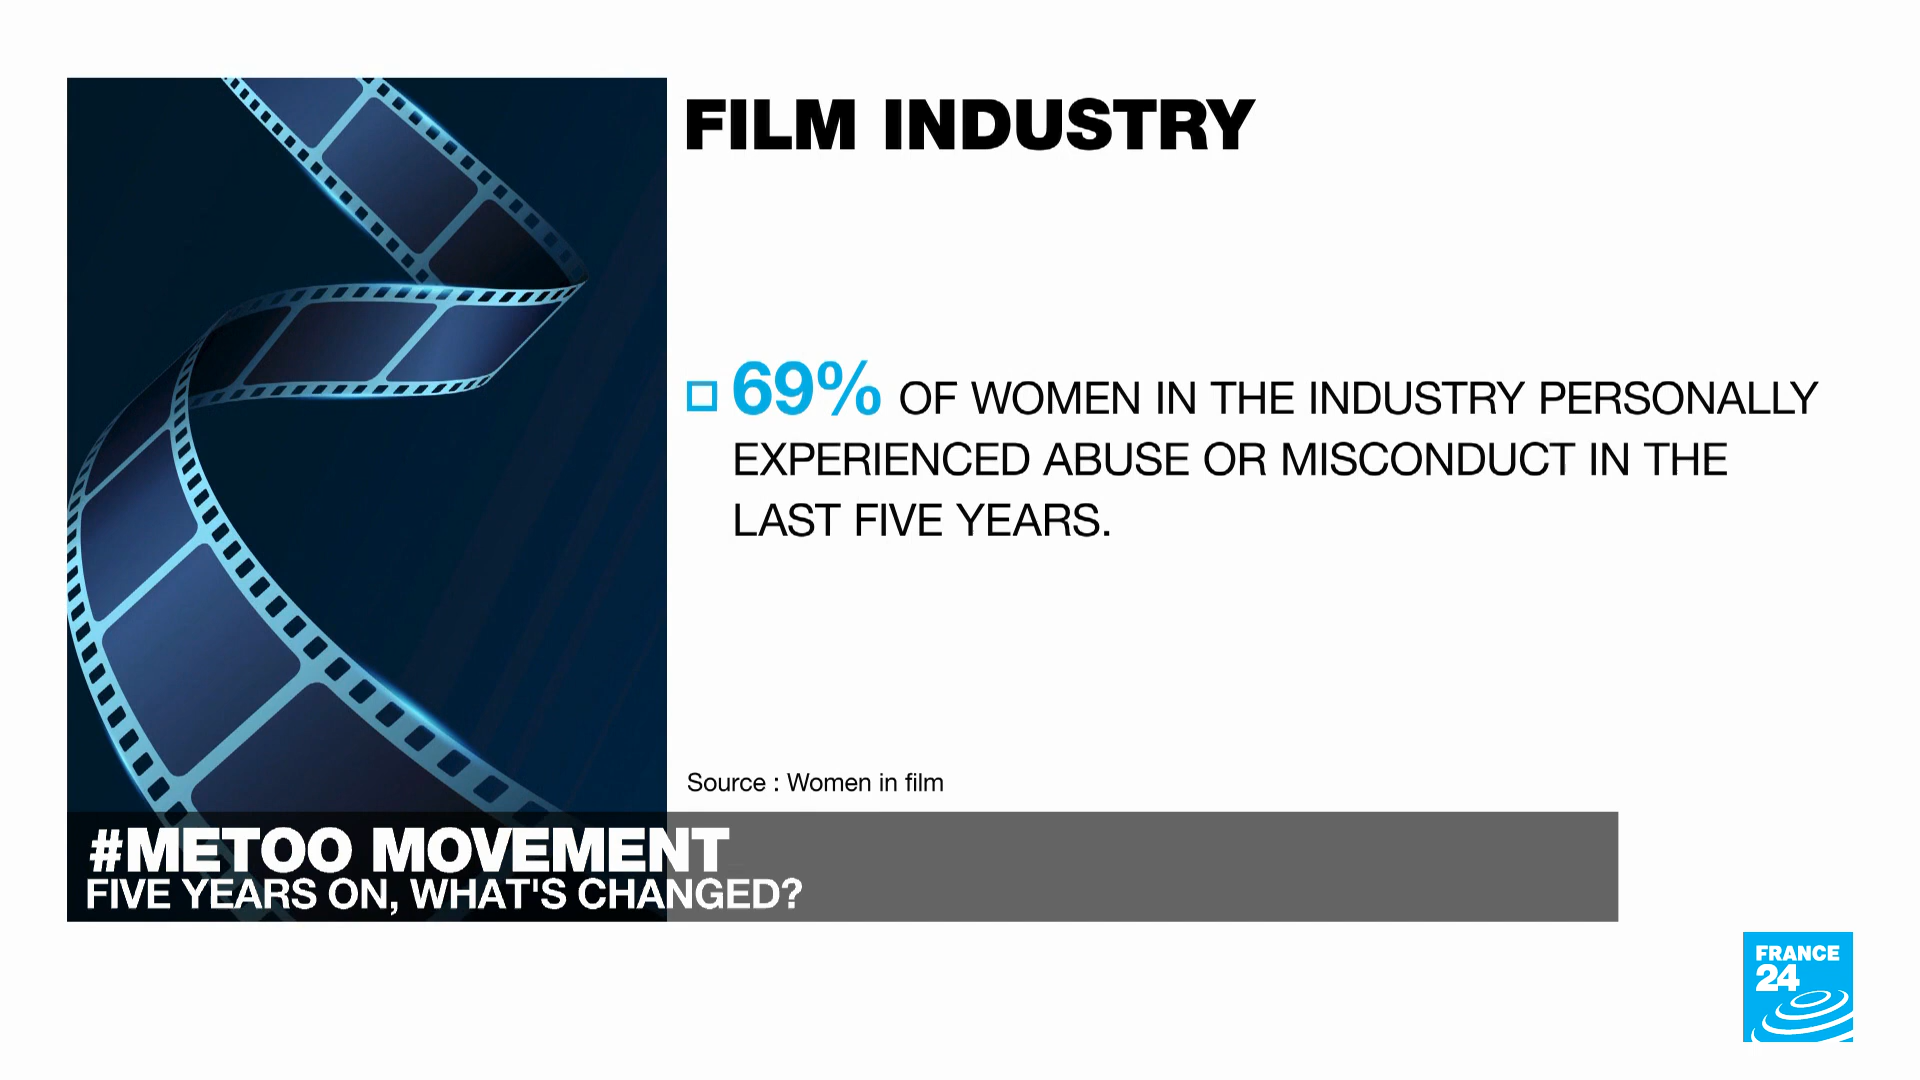 FILM INDUSTRY
69% OF WOMEN IN THE INDUSTRY PERSONALLY
EXPERIENCED ABUSE OR MISCONDUCT IN THE
LAST FIVE YEARS.
Source : Women in film
#METOO MOVEMENT
FIVE YEARS ON, WHAT'S CHANGED?
FRANCE
24